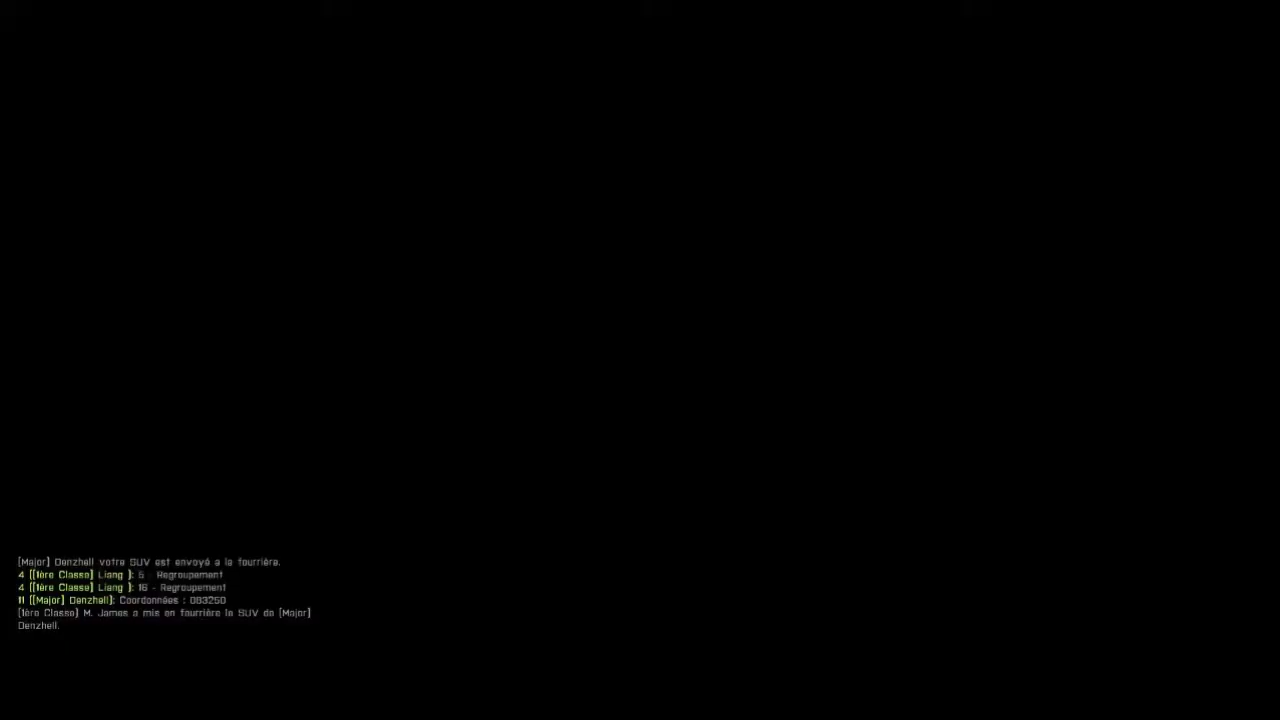 [Major] Denzhell votre SUV est envoyé a la fourrière.
4 ([1ère Classe] Liang ): 5 - Regroupement
4 ([1ère Classe] Liang ): 16 - Regroupement
11 ([Major] Denzhell): Coordonnées : 083250
[1ère Classe] M. James a mis en fourrière le SUV de [Major]
Denzhell.